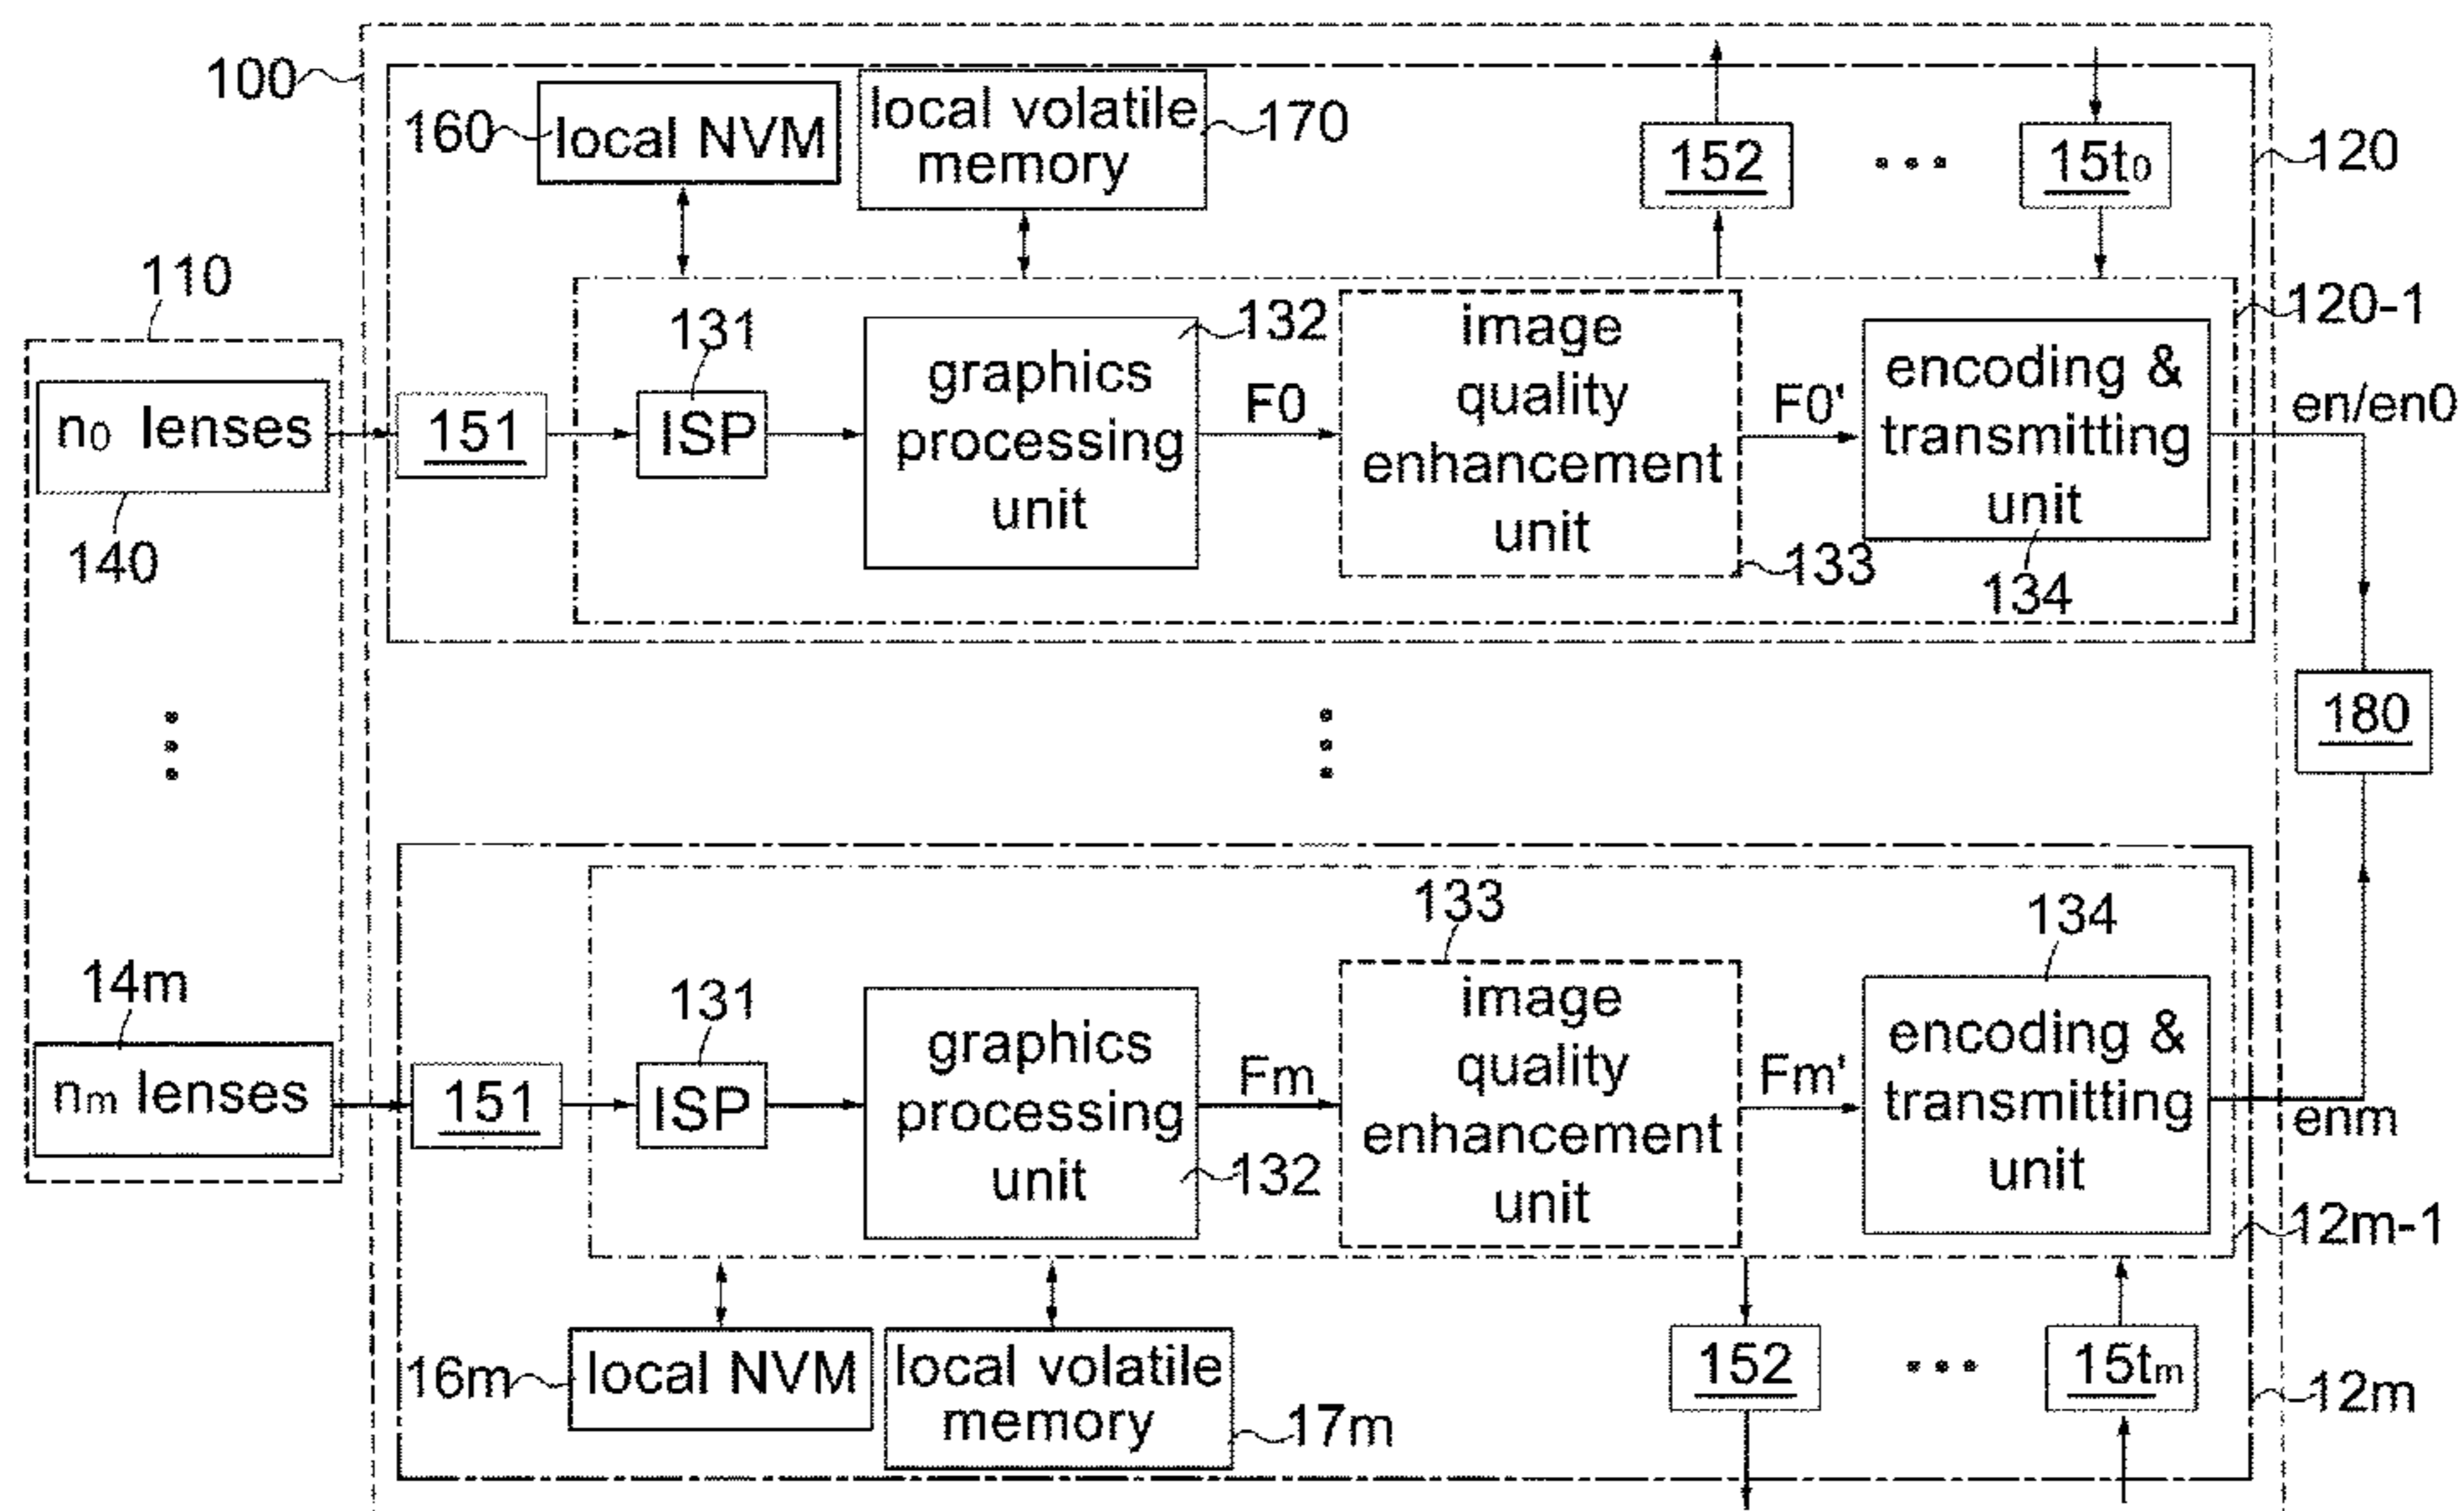 100
160
local NVM
local volatile
memory
170
152
15t₀
120
110
n₀ lenses
140
151
131
ISP
132
graphics
processing
unit
F0
image
quality
enhancement
unit
133
F0'
encoding &
transmitting
unit
134
120-1
en/en0
180
14m
nₘ lenses
151
131
ISP
graphics
processing
unit
132
Fm
133
image
quality
enhancement
unit
Fm'
134
encoding &
transmitting
unit
enm
12m-1
16m
local NVM
local volatile
memory
17m
152
15tₘ
12m